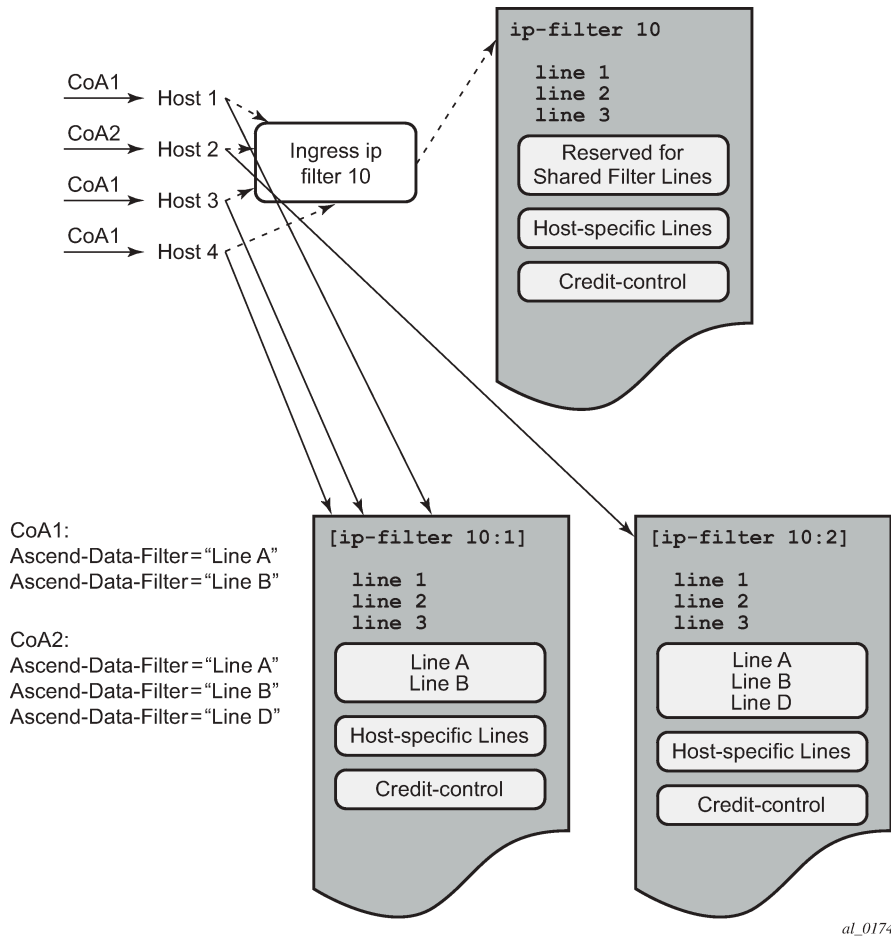 ip-filter 10
line 1
line 2
line 3
Reserved for
Shared Filter Lines
Host-specific Lines
Credit-control
CoA1
Host 1
CoA2
Host 2
CoA1
Host 3
CoA1
Host 4
Ingress ip
filter 10
CoA1:
Ascend-Data-Filter=“Line A”
Ascend-Data-Filter=“Line B”
CoA2:
Ascend-Data-Filter=“Line A”
Ascend-Data-Filter=“Line B”
Ascend-Data-Filter=“Line D”
[ip-filter 10:1]
line 1
line 2
line 3
Line A
Line B
Host-specific Lines
Credit-control
[ip-filter 10:2]
line 1
line 2
line 3
Line A
Line B
Line D
Host-specific Lines
Credit-control
al_0174